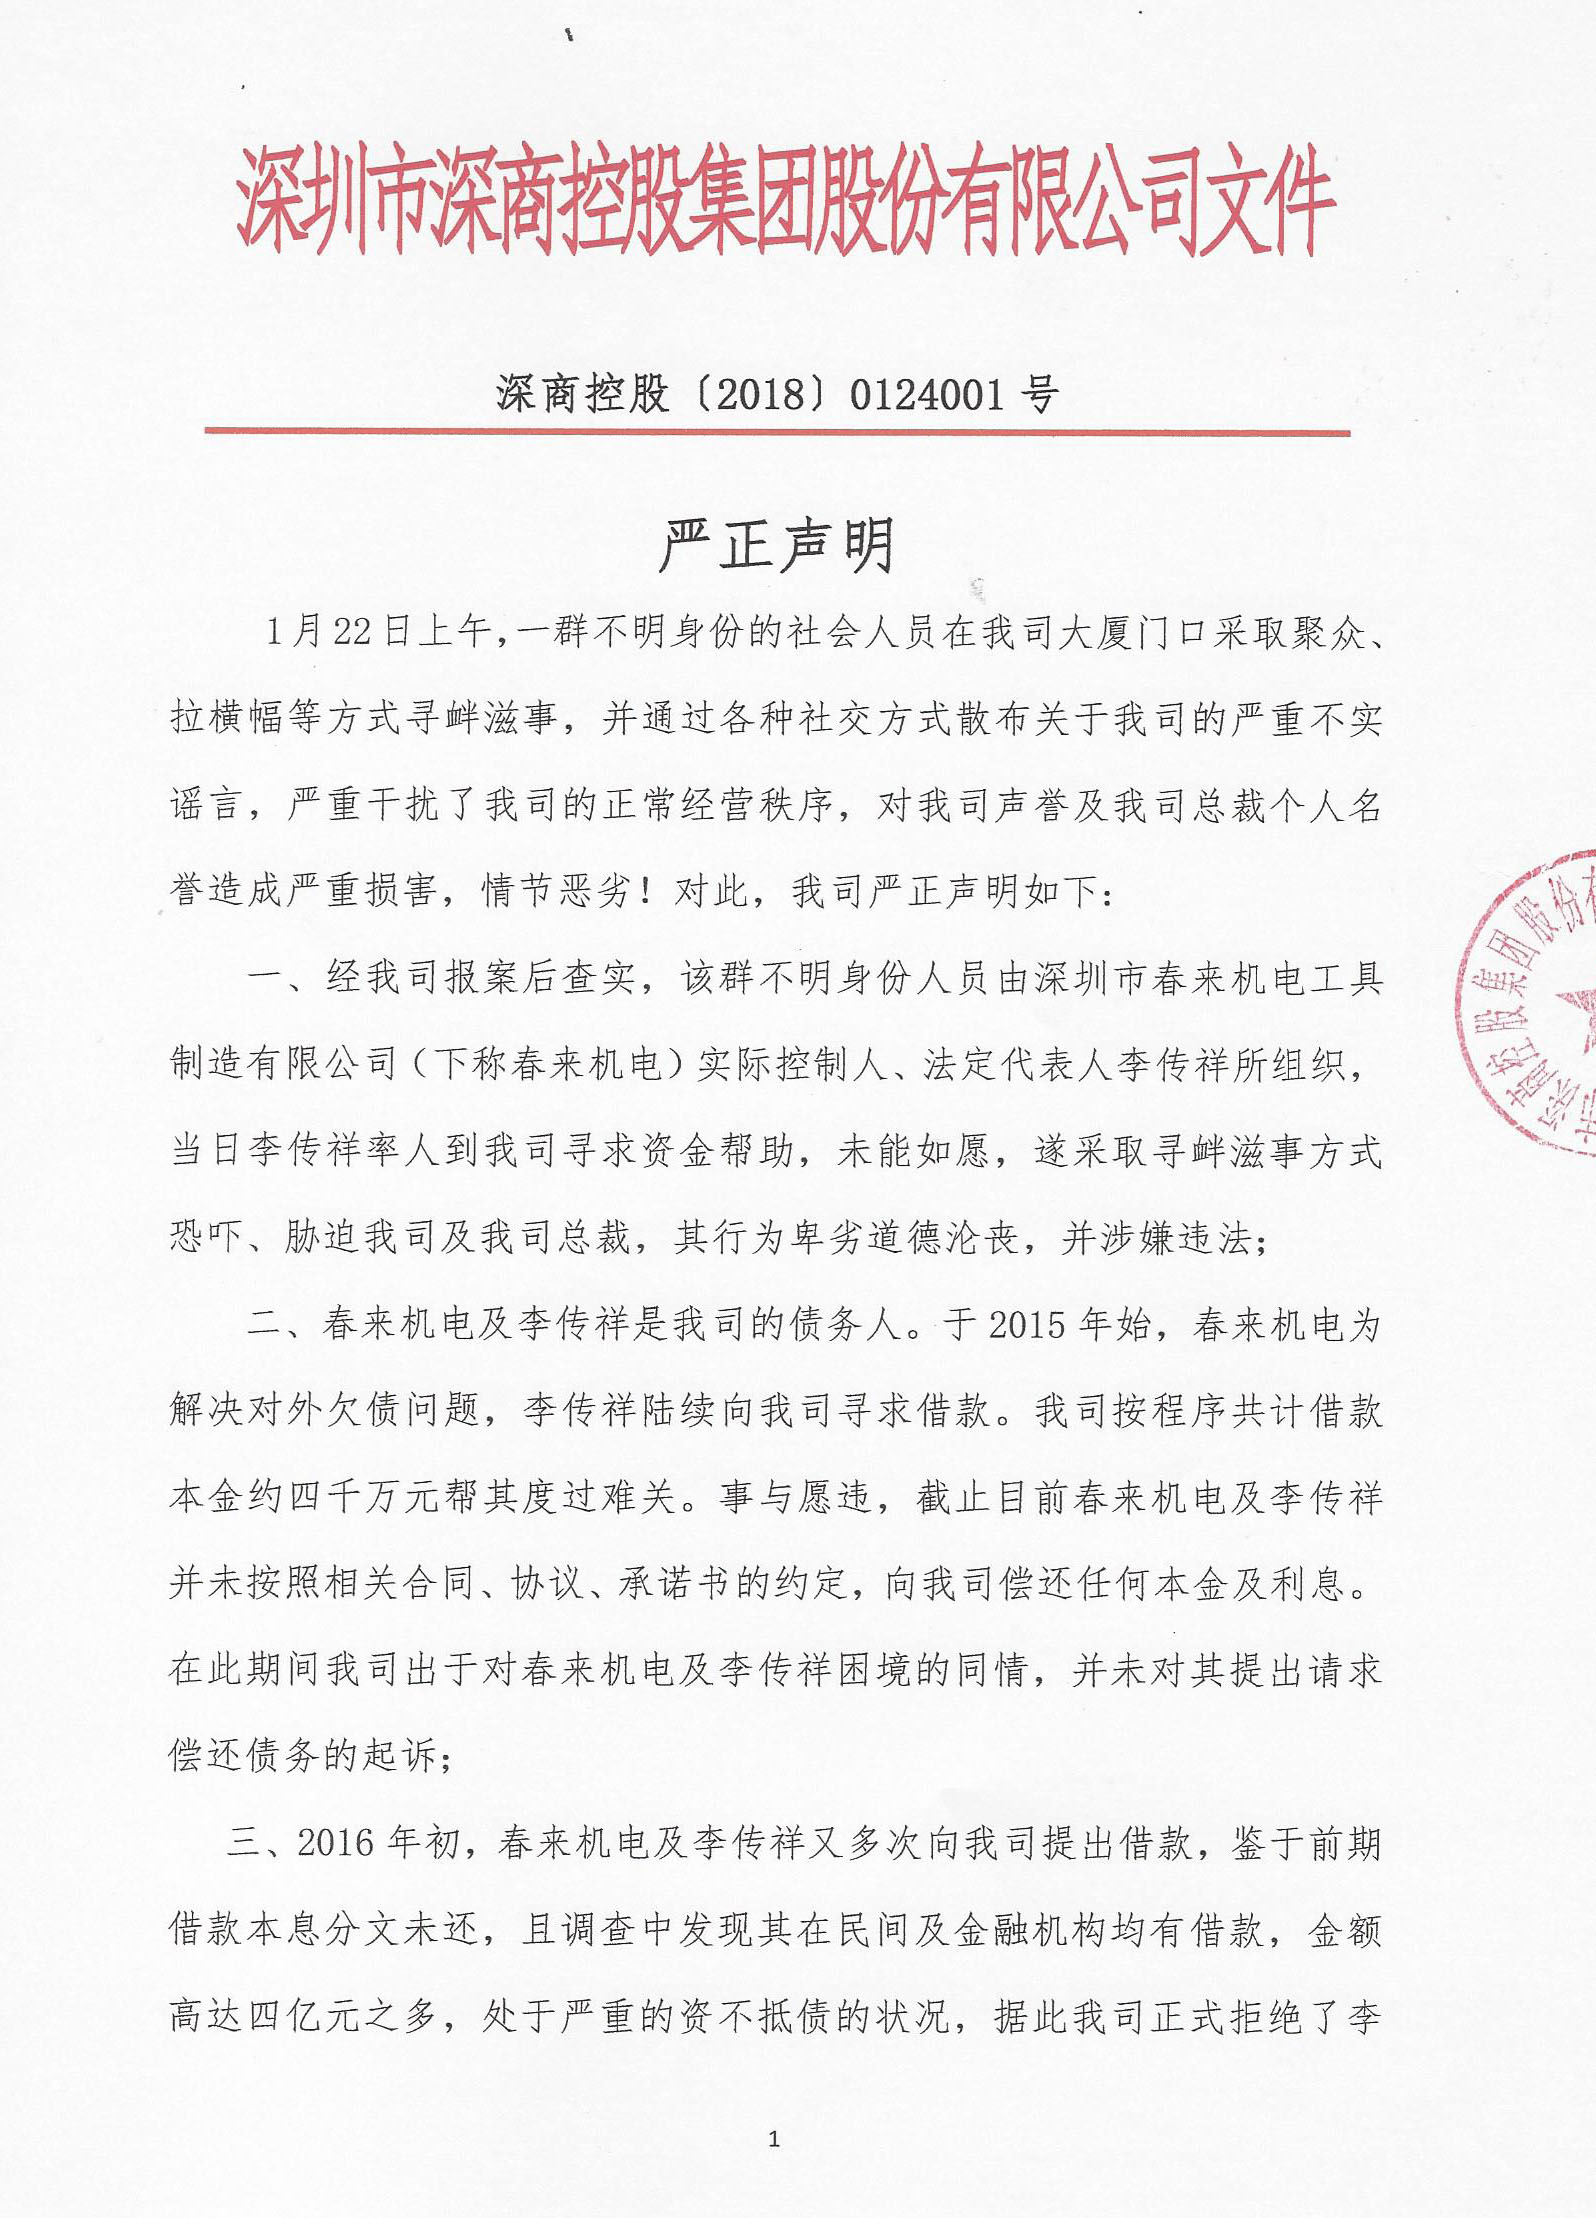 深圳市深商控股集团股份有限公司文件
深商控股〔2018〕0124001号
严正声明
1月22日上午，一群不明身份的社会人员在我司大厦门口采取聚众、
拉横幅等方式寻衅滋事，并通过各种社交方式散布关于我司的严重不实
谣言，严重干扰了我司的正常经营秩序，对我司声誉及我司总裁个人名
誉造成严重损害，情节恶劣！对此，我司严正声明如下：
一、经我司报案后查实，该群不明身份人员由深圳市春来机电工具
制造有限公司（下称春来机电）实际控制人、法定代表人李传祥所组织，
当日李传祥率人到我司寻求资金帮助，未能如愿，遂采取寻衅滋事方式
恐吓、胁迫我司及我司总裁，其行为卑劣道德沦丧，并涉嫌违法；
二、春来机电及李传祥是我司的债务人。于2015年始，春来机电为
解决对外欠债问题，李传祥陆续向我司寻求借款。我司按程序共计借款
本金约四千万元帮其度过难关。事与愿违，截止目前春来机电及李传祥
并未按照相关合同、协议、承诺书的约定，向我司偿还任何本金及利息。
在此期间我司出于对春来机电及李传祥困境的同情，并未对其提出请求
偿还债务的起诉；
三、2016年初，春来机电及李传祥又多次向我司提出借款，鉴于前期
借款本息分文未还，且调查中发现其在民间及金融机构均有借款，金额
高达四亿元之多，处于严重的资不抵债的状况，据此我司正式拒绝了李
1
市深商控股集团股份有